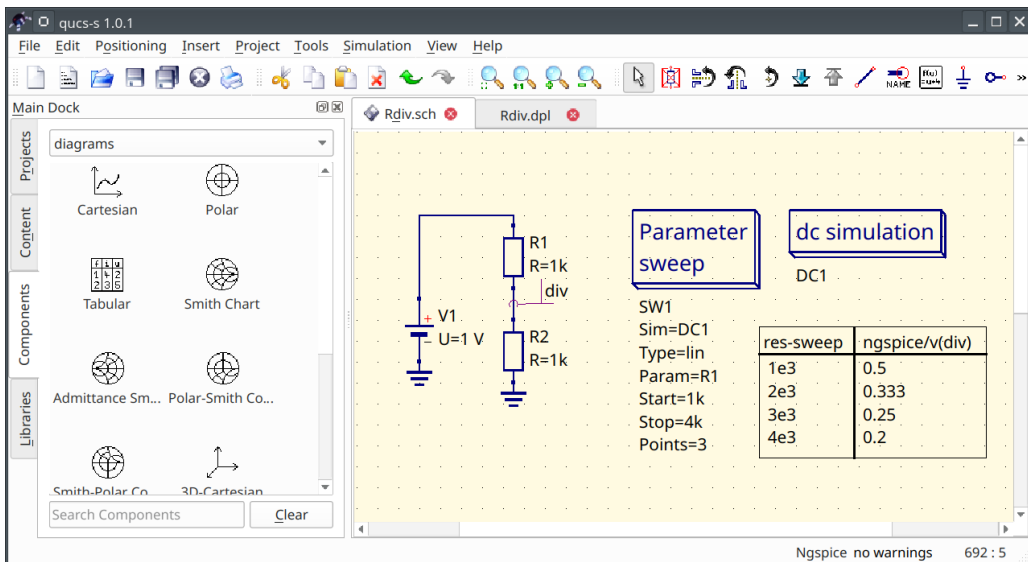 qucs-s 1.0.1
File Edit Positioning Insert Project Tools Simulation View Help
NAME
Main Dock
Rdiv.sch
Rdiv.dpl
Projects
Content
Components
Libraries
diagrams
Cartesian
Polar
Tabular
Smith Chart
Admittance Sm...
Polar-Smith Co...
Smith-Polar Co
3D-Cartesian
Search Components
Clear
R1
R=1k
div
V1
U=1 V
R2
R=1k
Parameter
sweep
SW1
Sim=DC1
Type=lin
Param=R1
Start=1k
Stop=4k
Points=3
dc simulation
DC1
res-sweep ngspice/v(div)
1e3 0.5
2e3 0.333
3e3 0.25
4e3 0.2
Ngspice no warnings 692 : 5